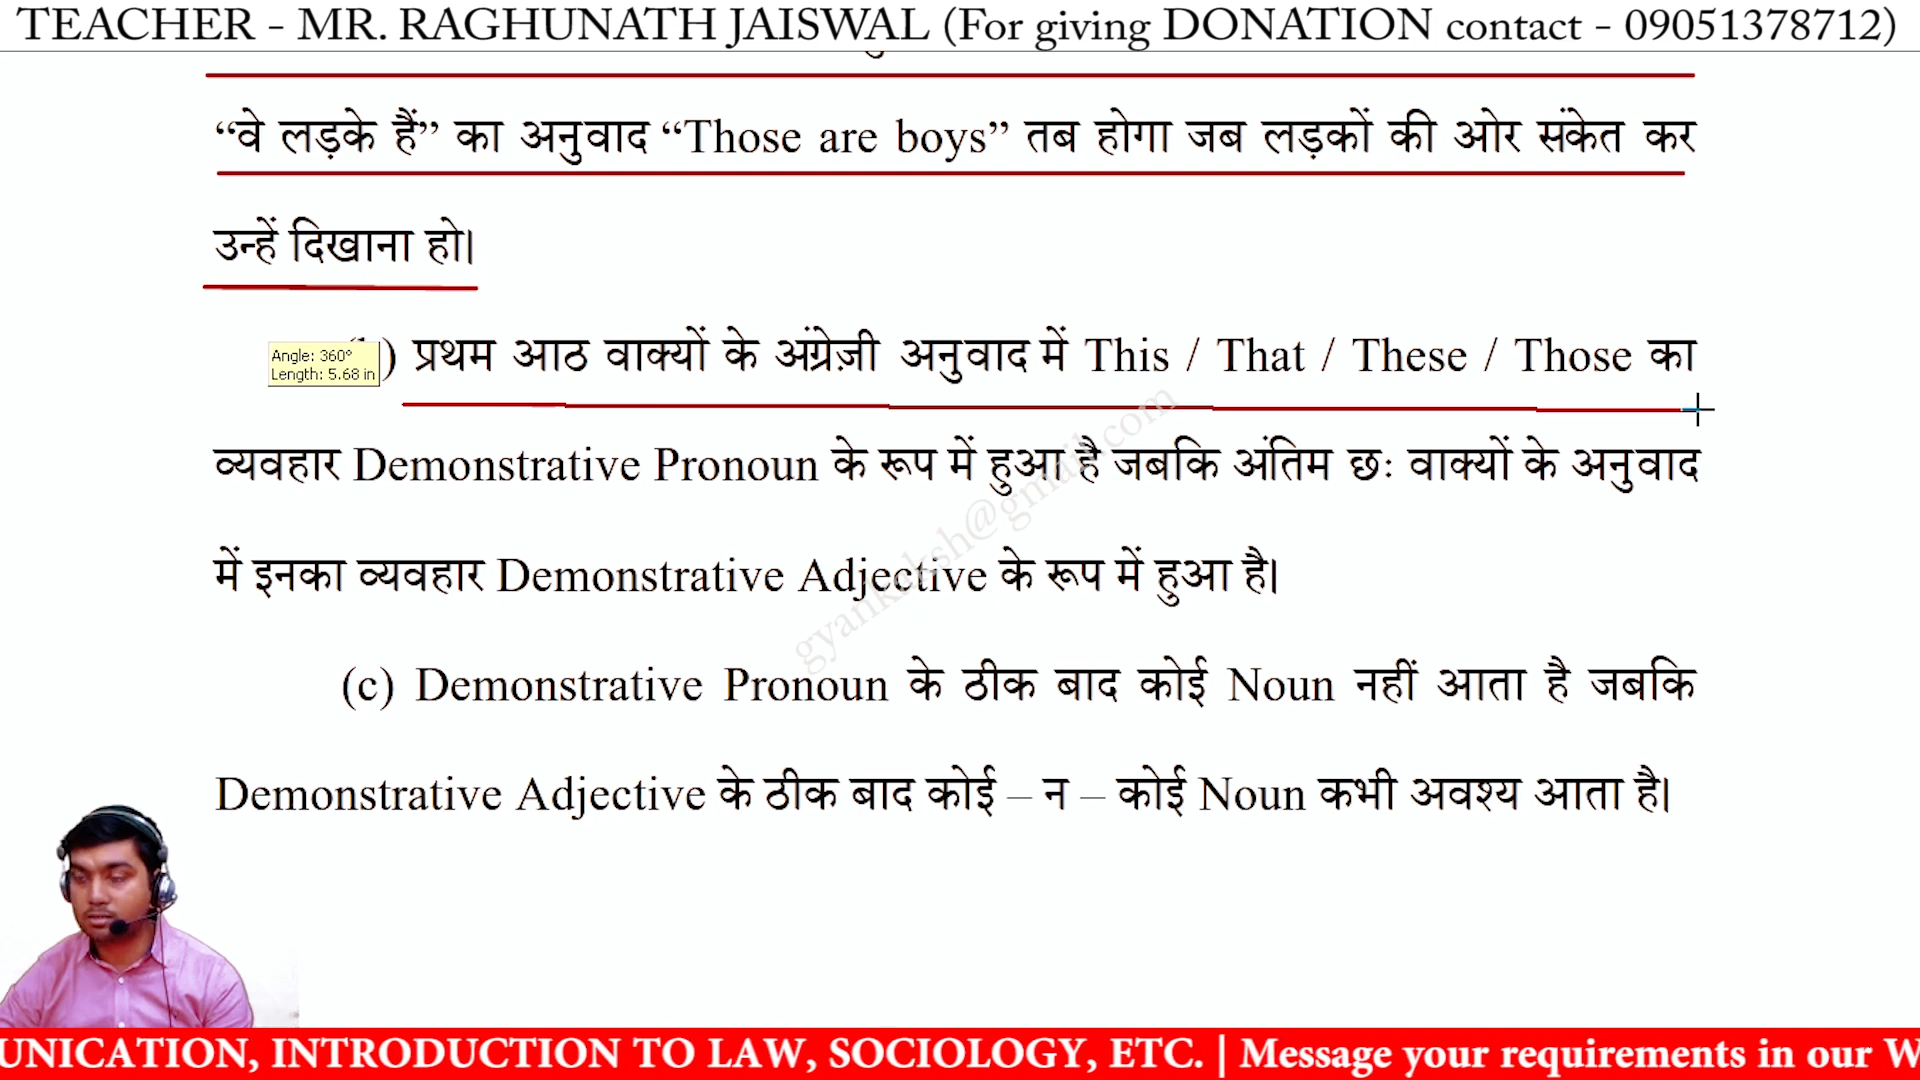 TEACHER - MR. RAGHUNATH JAISWAL (For giving DONATION contact - 09051378712)
“वे लड़के हैं” का अनुवाद “Those are boys” तब होगा जब लड़कों की ओर संकेत कर
उन्हें दिखाना हो।
Angle: 360°
Length: 5.68 in
) प्रथम आठ वाक्यों के अंग्रेज़ी अनुवाद में This / That / These / Those का
व्यवहार Demonstrative Pronoun के रूप में हुआ है जबकि अंतिम छः वाक्यों के अनुवाद
में इनका व्यवहार Demonstrative Adjective के रूप में हुआ है।
(c) Demonstrative Pronoun के ठीक बाद कोई Noun नहीं आता है जबकि
Demonstrative Adjective के ठीक बाद कोई – न – कोई Noun कभी अवश्य आता है।
UNICATION, INTRODUCTION TO LAW, SOCIOLOGY, ETC. | Message your requirements in our W